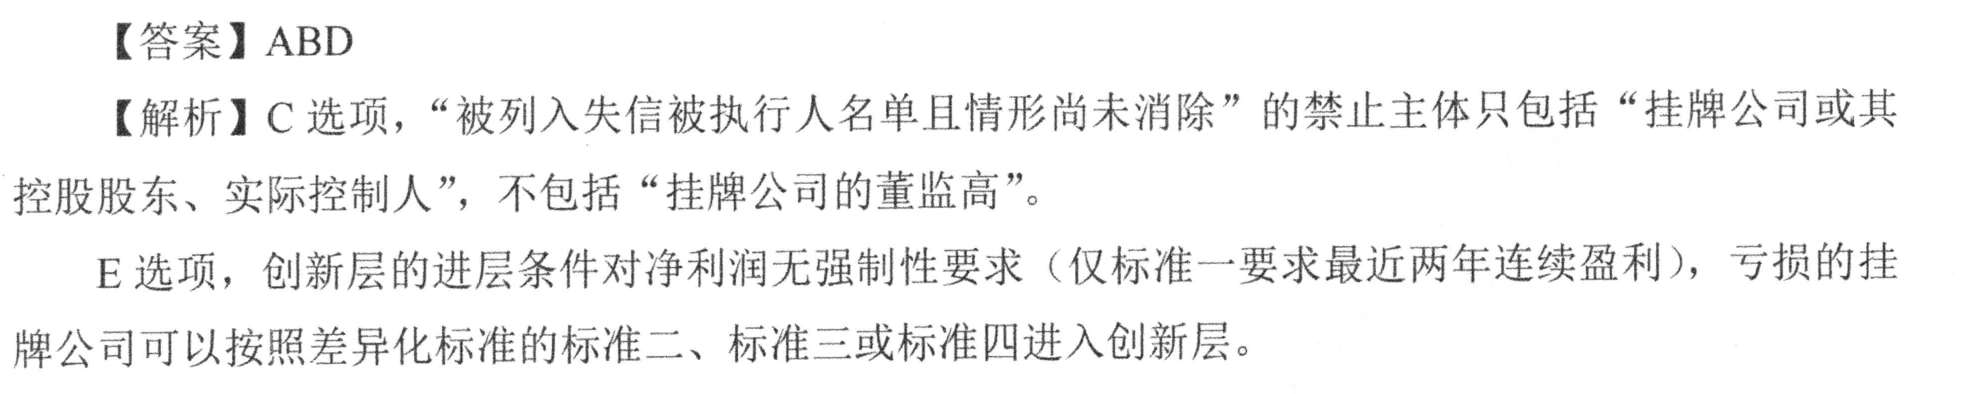 【答案】ABD
【解析】C 选项，“被列入失信被执行人名单且情形尚未消除”的禁止主体只包括“挂牌公司或其
控股股东、实际控制人”，不包括“挂牌公司的董监高”。
E 选项，创新层的进层条件对净利润无强制性要求（仅标准一要求最近两年连续盈利），亏损的挂
牌公司可以按照差异化标准的标准二、标准三或标准四进入创新层。